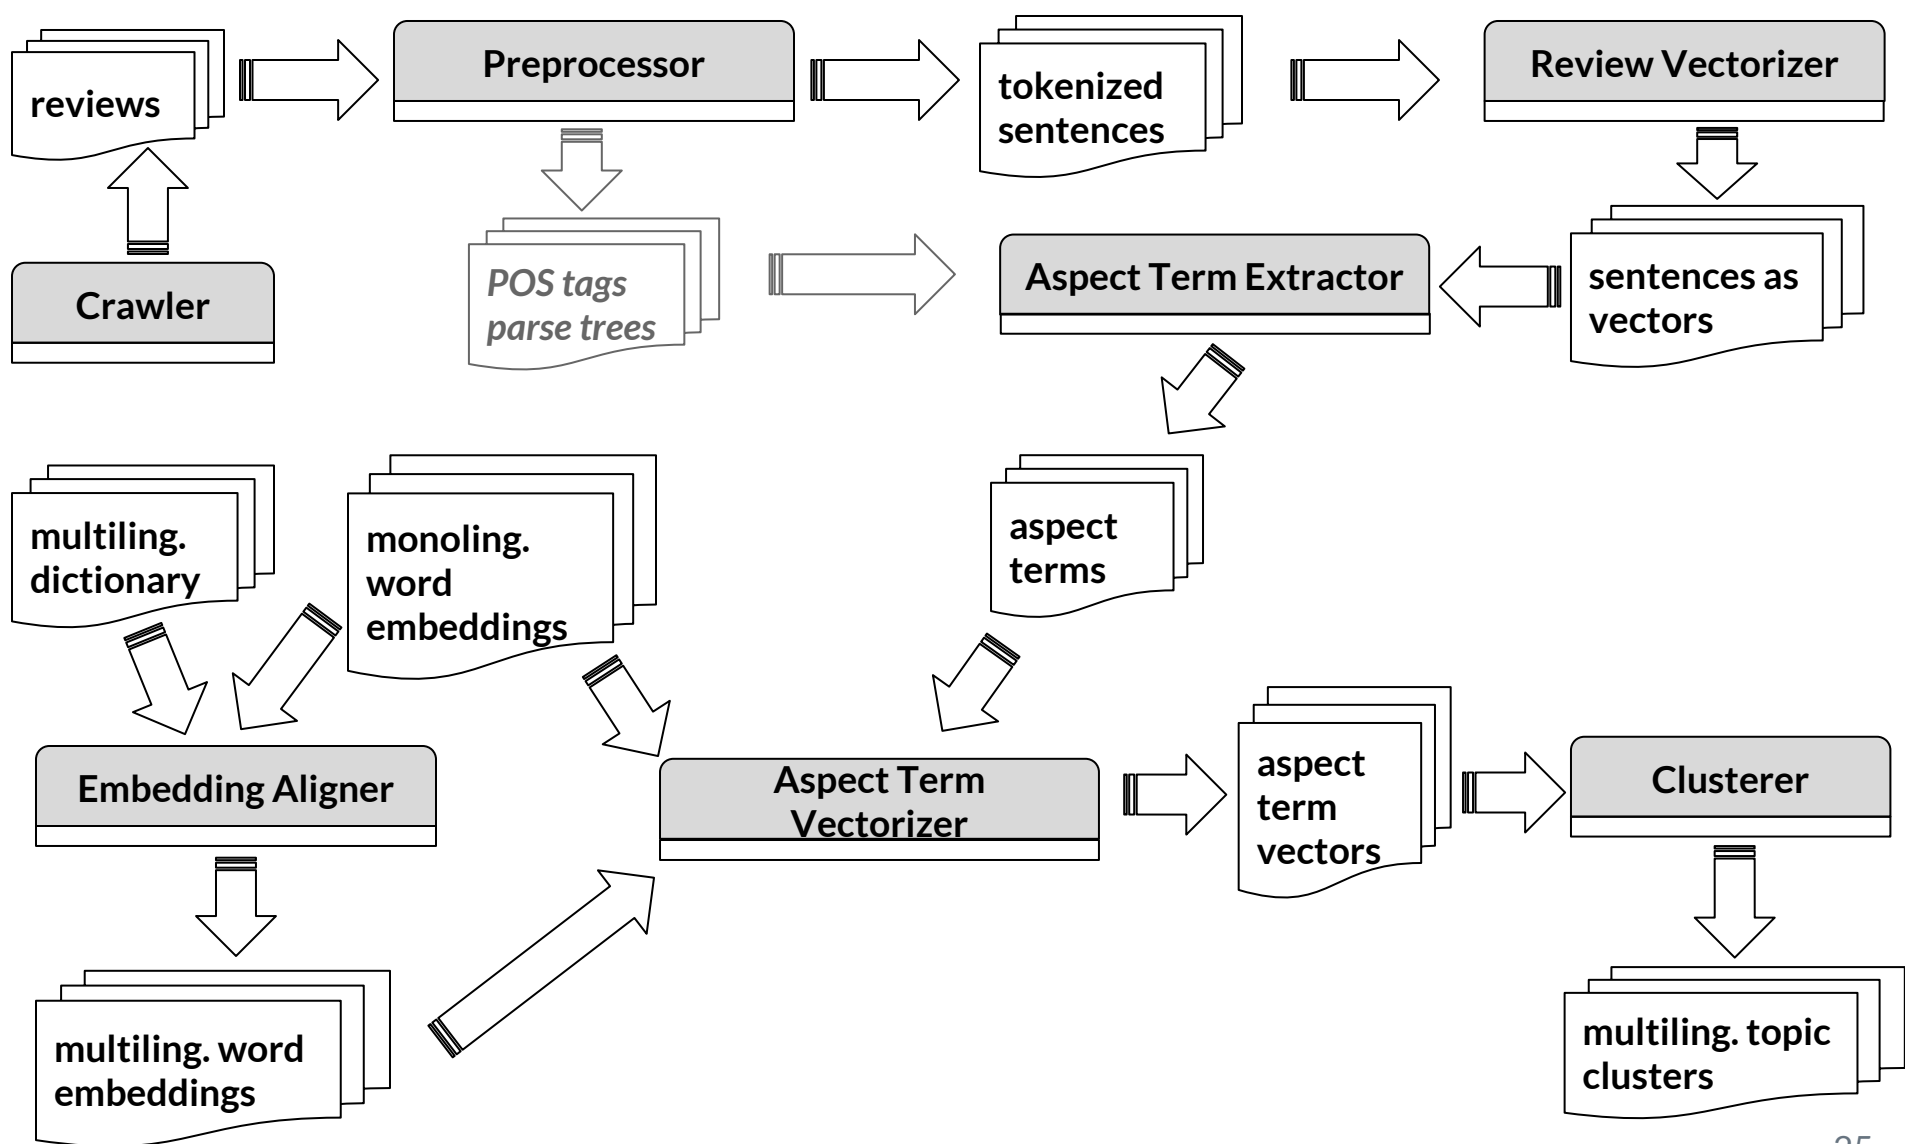 reviews
Preprocessor
tokenized
sentences
Review Vectorizer
Crawler
POS tags
parse trees
Aspect Term Extractor
sentences as
vectors
multiling.
dictionary
monoling.
word
embeddings
aspect
terms
Embedding Aligner
Aspect Term
Vectorizer
aspect
term
vectors
Clusterer
multiling. word
embeddings
multiling. topic
clusters